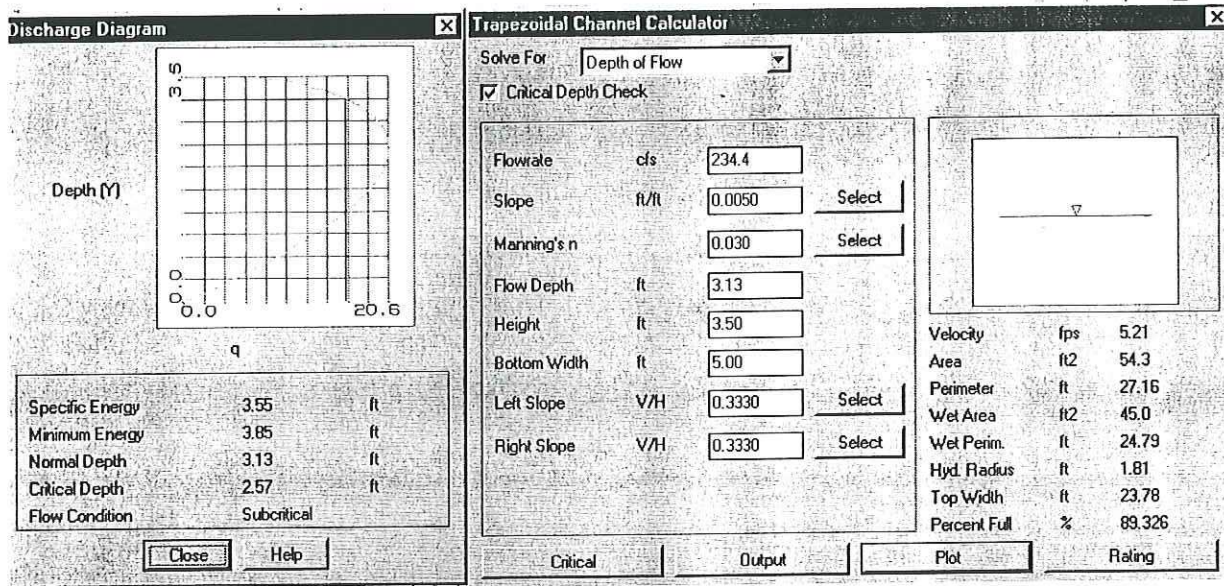 Discharge Diagram
3.5
Depth (Y)
0.0
0.0 20.6
q
Specific Energy 3.55 ft
Minimum Energy 3.85 ft
Normal Depth 3.13 ft
Critical Depth 2.57 ft
Flow Condition Subcritical
Close Help
Trapezoidal Channel Calculator
Solve For Depth of Flow
Critical Depth Check
Flowrate cfs 234.4
Slope ft/ft 0.0050 Select
Manning's n 0.030 Select
Flow Depth ft 3.13
Height ft 3.50
Bottom Width ft 5.00
Left Slope V/H 0.3330 Select
Right Slope V/H 0.3330 Select
Velocity fps 5.21
Area ft2 54.3
Perimeter ft 27.16
Wet Area ft2 45.0
Wet Perim. ft 24.79
Hyd. Radius ft 1.81
Top Width ft 23.78
Percent Full % 89.326
Critical Output Plot Rating